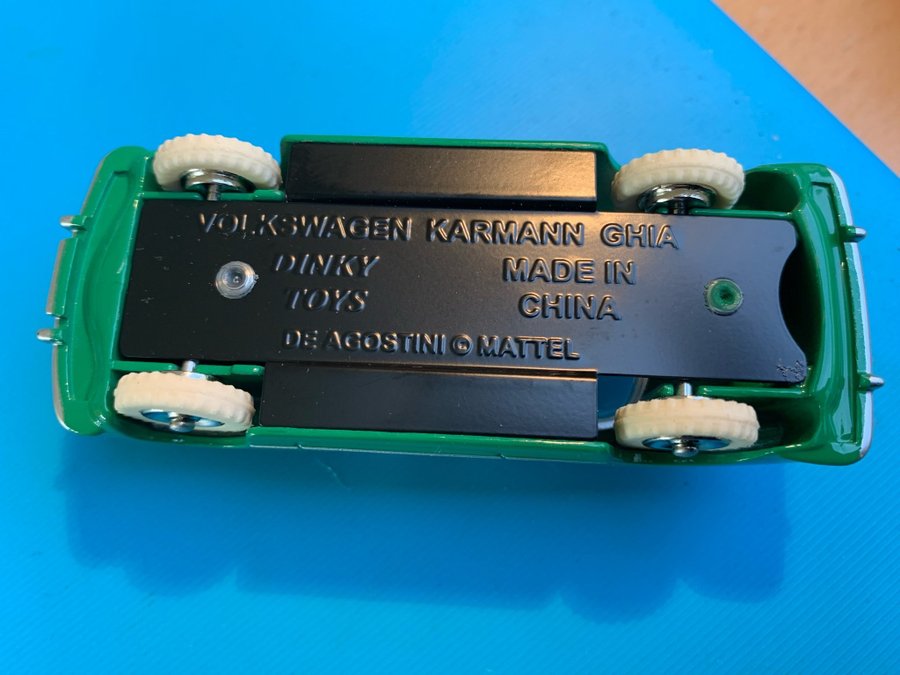 VOLKSWAGEN KARMANN GHIA
DINKY TOYS
MADE IN CHINA
DE AGOSTINI © MATTEL